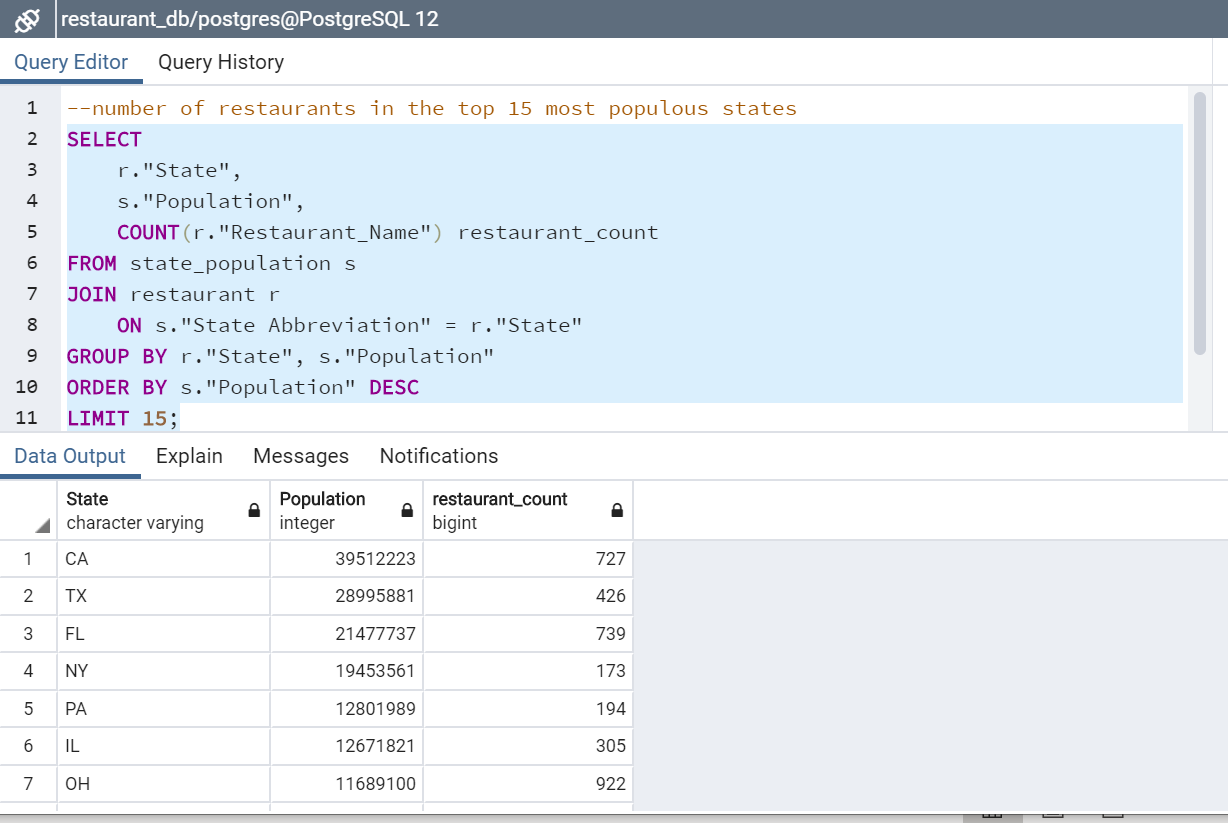 restaurant_db/postgres@PostgreSQL 12
Query Editor Query History
1 --number of restaurants in the top 15 most populous states
2 SELECT
3 r."State",
4 s."Population",
5 COUNT(r."Restaurant_Name") restaurant_count
6 FROM state_population s
7 JOIN restaurant r
8 ON s."State Abbreviation" = r."State"
9 GROUP BY r."State", s."Population"
10 ORDER BY s."Population" DESC
11 LIMIT 15;
Data Output Explain Messages Notifications
State Population restaurant_count
character varying integer bigint
1 CA 39512223 727
2 TX 28995881 426
3 FL 21477737 739
4 NY 19453561 173
5 PA 12801989 194
6 IL 12671821 305
7 OH 11689100 922